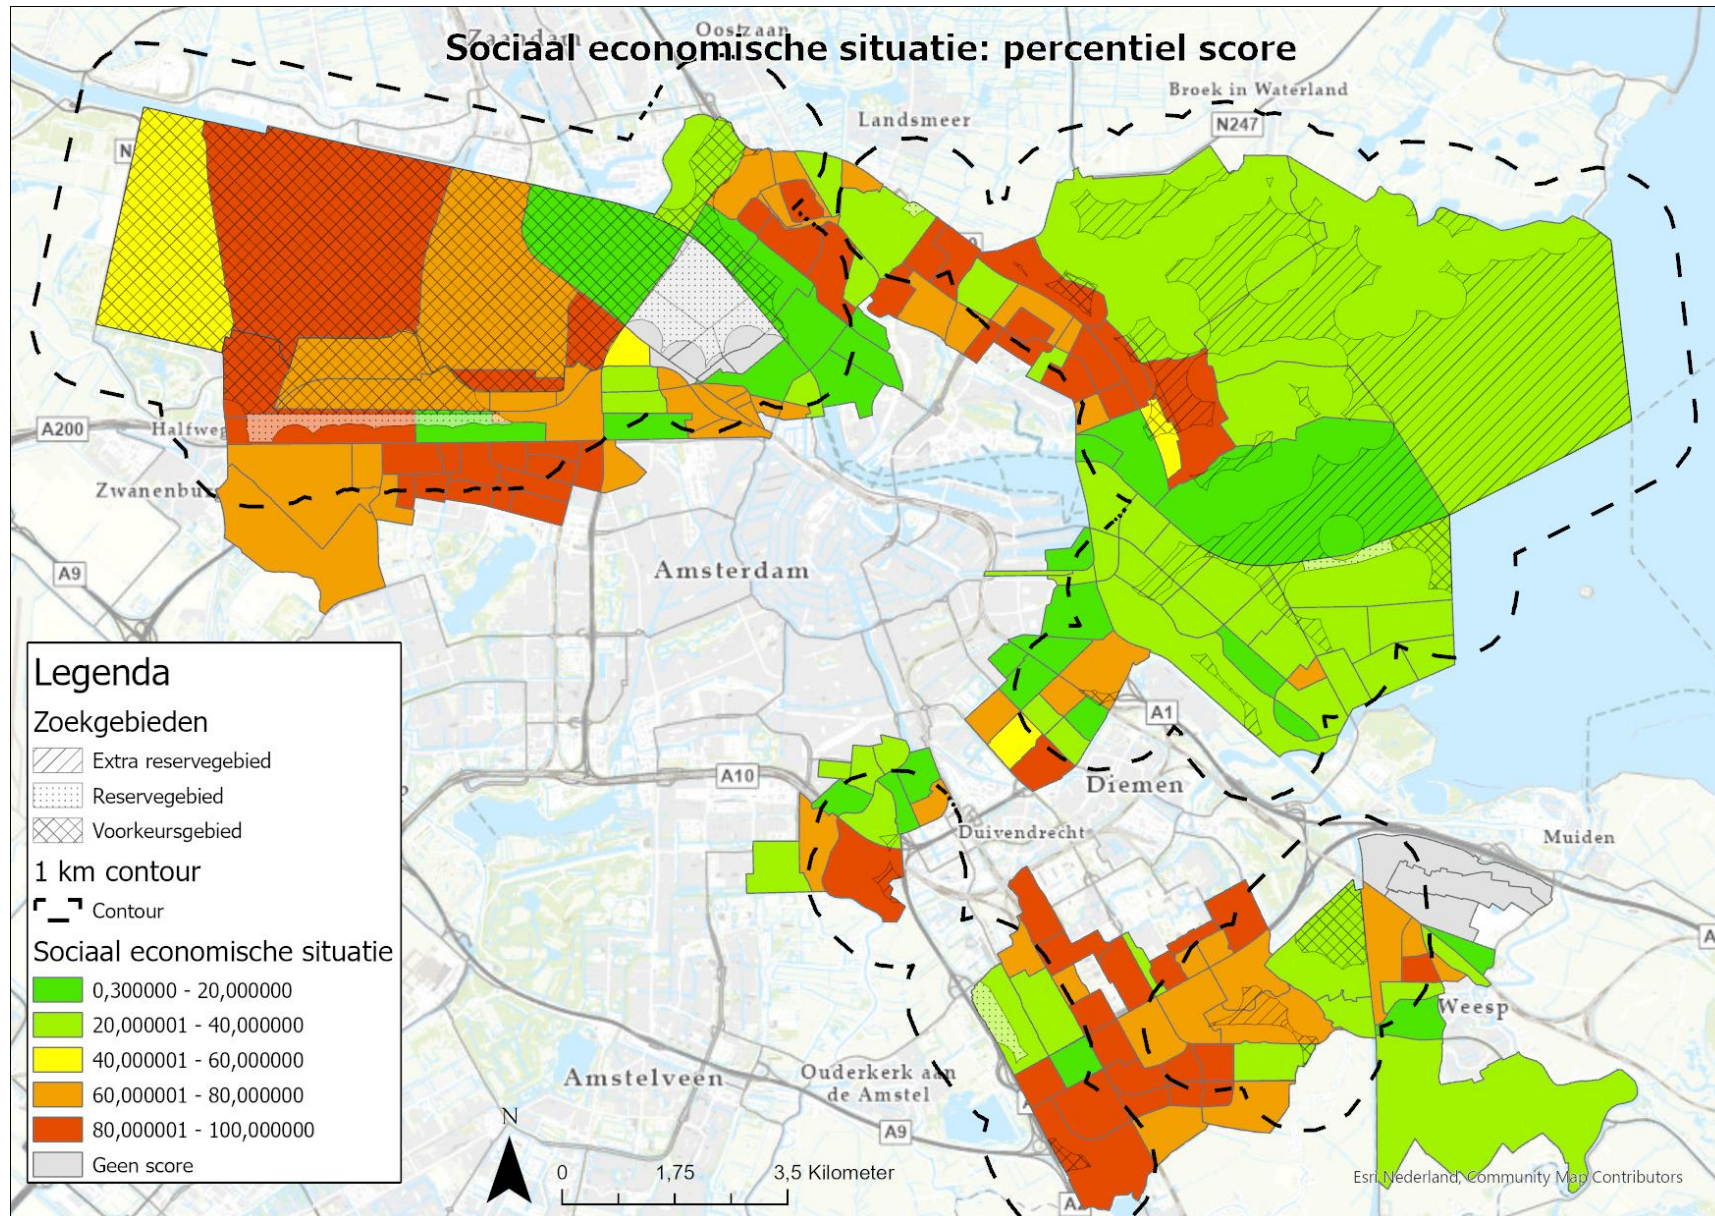 Zaandam
Oostzaan
Sociaal economische situatie: percentiel score
Broek in Waterland
Landsmeer
N247
N
A200
Halfweg
Zwanenburg
A9
Amsterdam
Legenda
Zoekgebieden
Extra reservegebied
Reservegebied
Voorkeursgebied
1 km contour
Contour
Sociaal economische situatie
0,300000 - 20,000000
20,000001 - 40,000000
40,000001 - 60,000000
60,000001 - 80,000000
80,000001 - 100,000000
Geen score
A1
A10
Diemen
Duivendrecht
Muiden
A
Weesp
Amstelveen
Ouderkerk aan
de Amstel
A9
N
0 1,75 3,5 Kilometer
Esri Nederland, Community Map Contributors